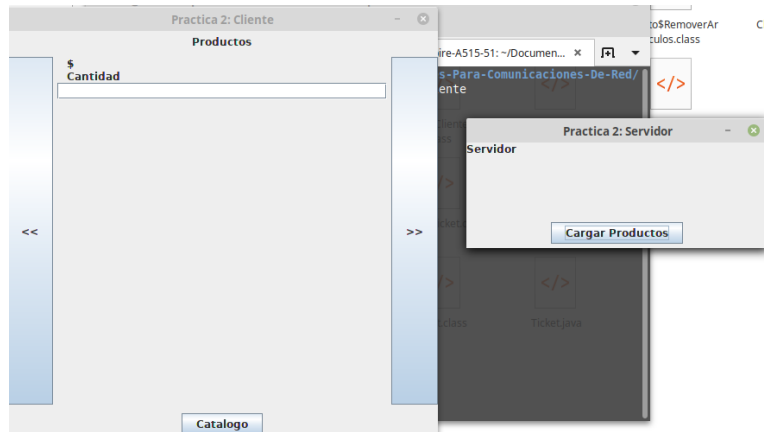 Practica 2: Cliente
Productos
$
Cantidad
<<
>>
Catalogo
ire-A515-51: ~/Documen...
s-Para-Comunicaciones-De-Red/
ente
Practica 2: Servidor
Servidor
Cargar Productos
to$RemoverAr
culos.class
C
</>
</>
</>
</>
.class
Ticket.java